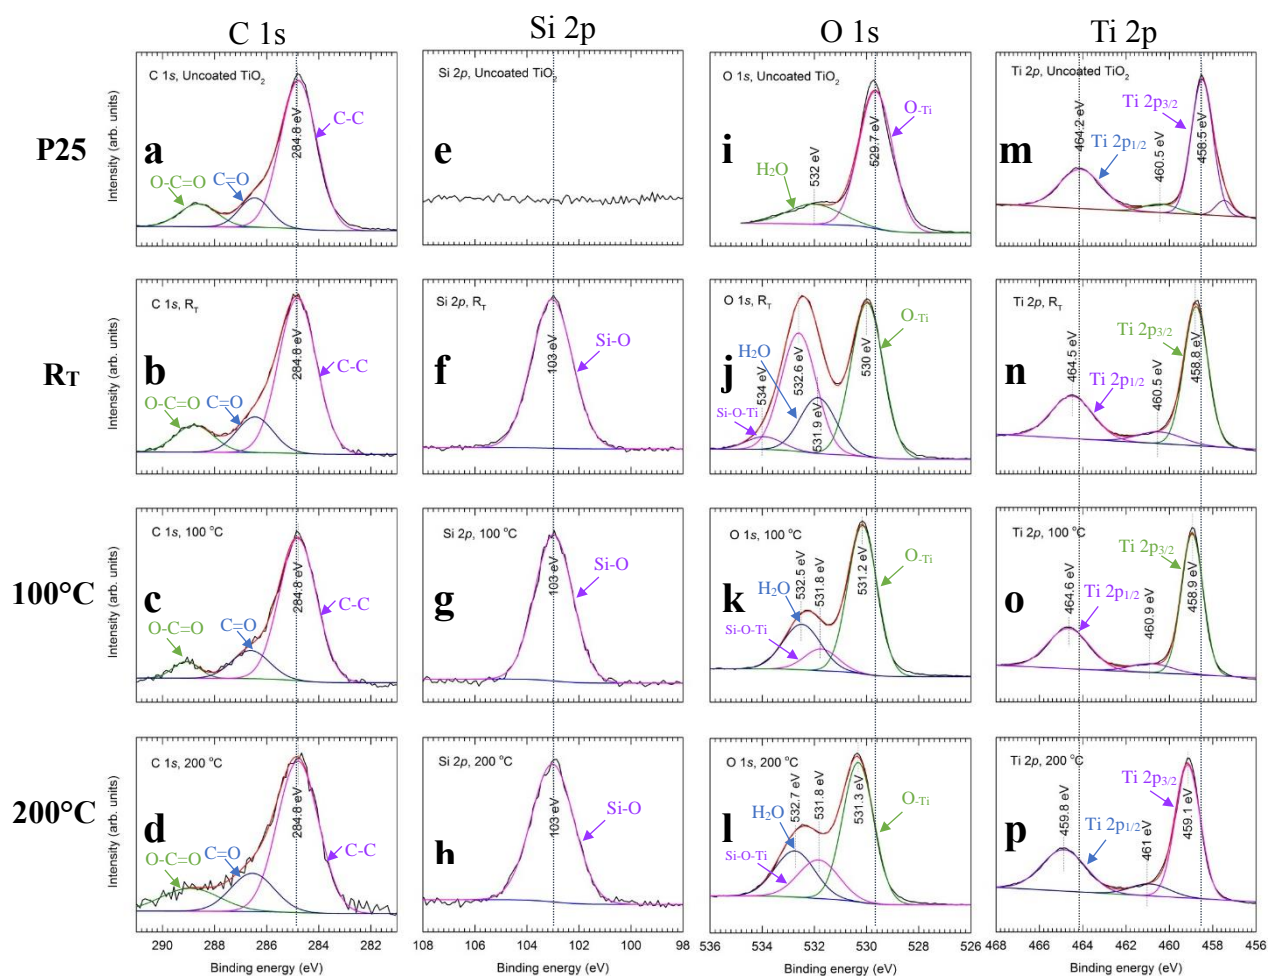 C 1s
Si 2p
O 1s
Ti 2p
P25
Intensity (arb. units)
C 1s, Uncoated TiO₂
a
O-C=O
C=O
284.8 eV
C-C
Si 2p, Uncoated TiO₂
e
O 1s, Uncoated TiO₂
i
H₂O
532 eV
529.7 eV
O-Ti
Ti 2p, Uncoated TiO₂
m
464.2 eV
Ti 2p1/2
460.5 eV
Ti 2p3/2
458.5 eV
RT
Intensity (arb. units)
C 1s, RT
b
O-C=O
C=O
284.8 eV
C-C
Si 2p, RT
f
103 eV
Si-O
O 1s, RT
j
H₂O
Si-O-Ti
534 eV
532.6 eV
531.9 eV
530 eV
O-Ti
Ti 2p, RT
n
464.5 eV
Ti 2p1/2
460.5 eV
Ti 2p3/2
458.8 eV
100°C
Intensity (arb. units)
C 1s, 100 °C
c
O-C=O
C=O
284.8 eV
C-C
Si 2p, 100 °C
g
103 eV
Si-O
O 1s, 100 °C
k
H₂O
Si-O-Ti
532.5 eV
531.8 eV
531.2 eV
O-Ti
Ti 2p, 100 °C
o
464.6 eV
Ti 2p1/2
460.9 eV
Ti 2p3/2
458.9 eV
200°C
Intensity (arb. units)
C 1s, 200 °C
d
O-C=O
C=O
284.8 eV
C-C
Si 2p, 200 °C
h
103 eV
Si-O
O 1s, 200 °C
l
H₂O
Si-O-Ti
532.7 eV
531.8 eV
531.3 eV
O-Ti
Ti 2p, 200 °C
p
459.8 eV
Ti 2p1/2
461 eV
Ti 2p3/2
459.1 eV
290 288 286 284 282
108 106 104 102 100 98
536 534 532 530 528 526
468 466 464 462 460 458 456
Binding energy (eV)
Binding energy (eV)
Binding energy (eV)
Binding energy (eV)